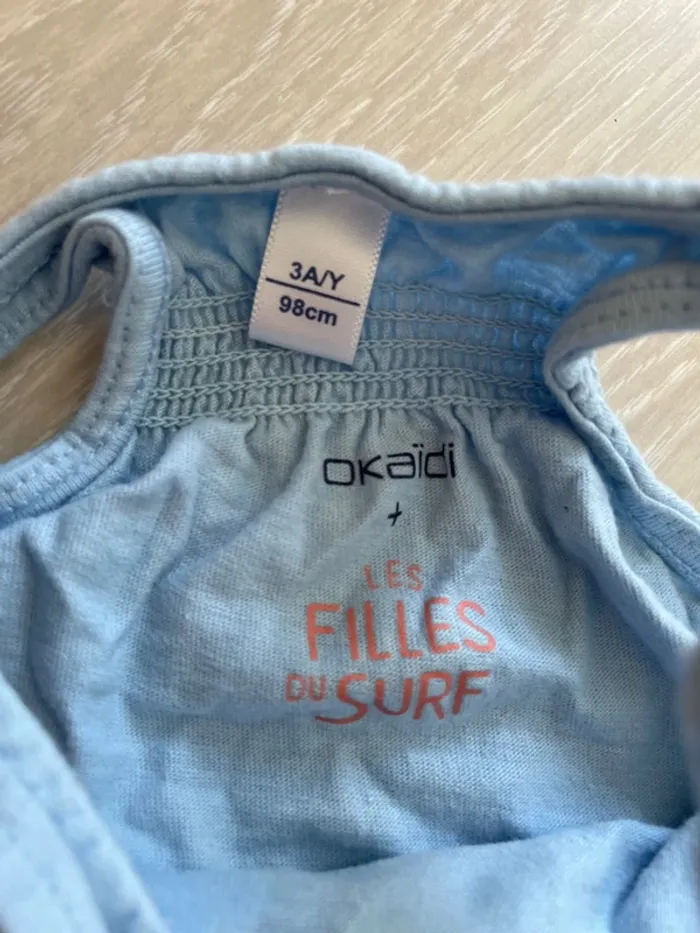 3A/Y
98cm
okaïdi
+
LES
FILLES
DU SURF